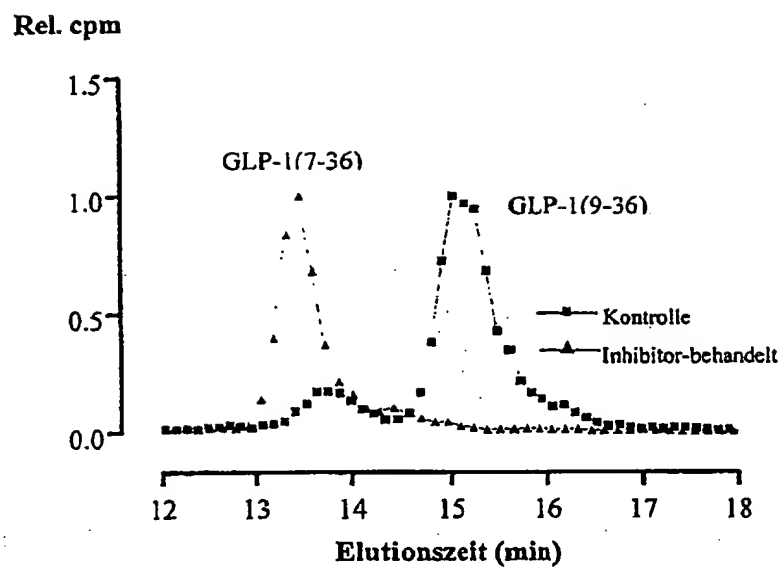 Rel. cpm
1.5
GLP-1(7-36)
1.0
GLP-1(9-36)
0.5
Kontrolle
Inhibitor-behandelt
0.0
12 13 14 15 16 17 18
Elutionszeit (min)